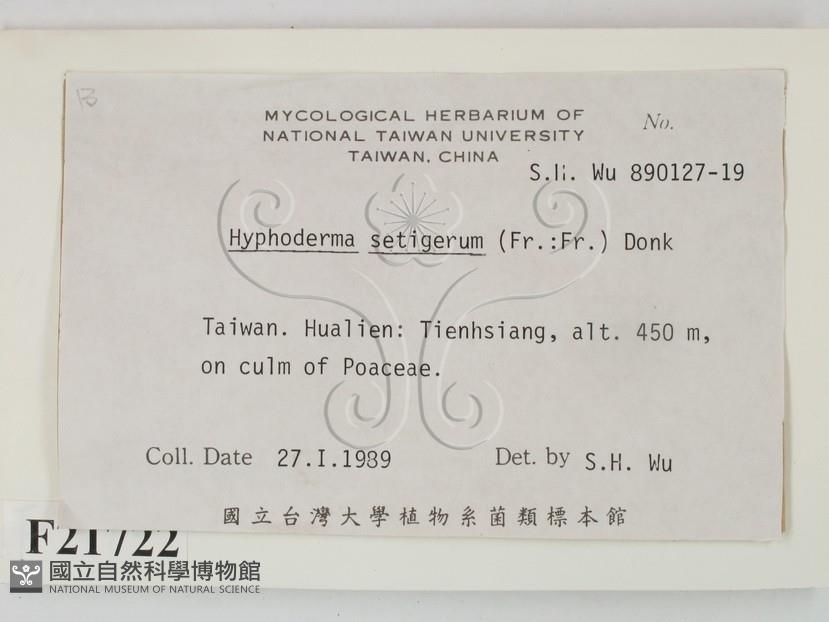 MYCOLOGICAL HERBARIUM OF
NATIONAL TAIWAN UNIVERSITY
TAIWAN, CHINA
No.
S.H. Wu 890127-19
Hyphoderma setigerum (Fr.:Fr.) Donk
Taiwan. Hualien: Tienhsiang, alt. 450 m,
on culm of Poaceae.
Coll. Date 27.I.1989
Det. by S.H. Wu
國立台灣大學植物系菌類標本館
F21722
國立自然科學博物館
NATIONAL MUSEUM OF NATURAL SCIENCE